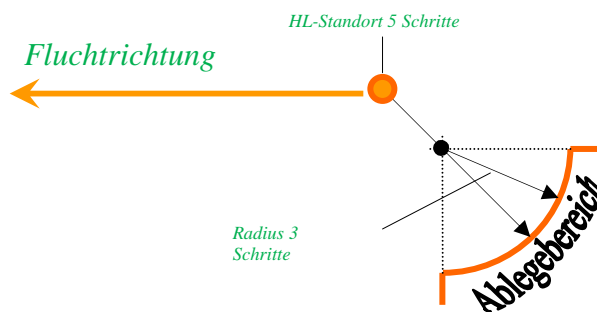 HL-Standort 5 Schritte
Fluchtrichtung
Radius 3
Schritte
Ablegebereich